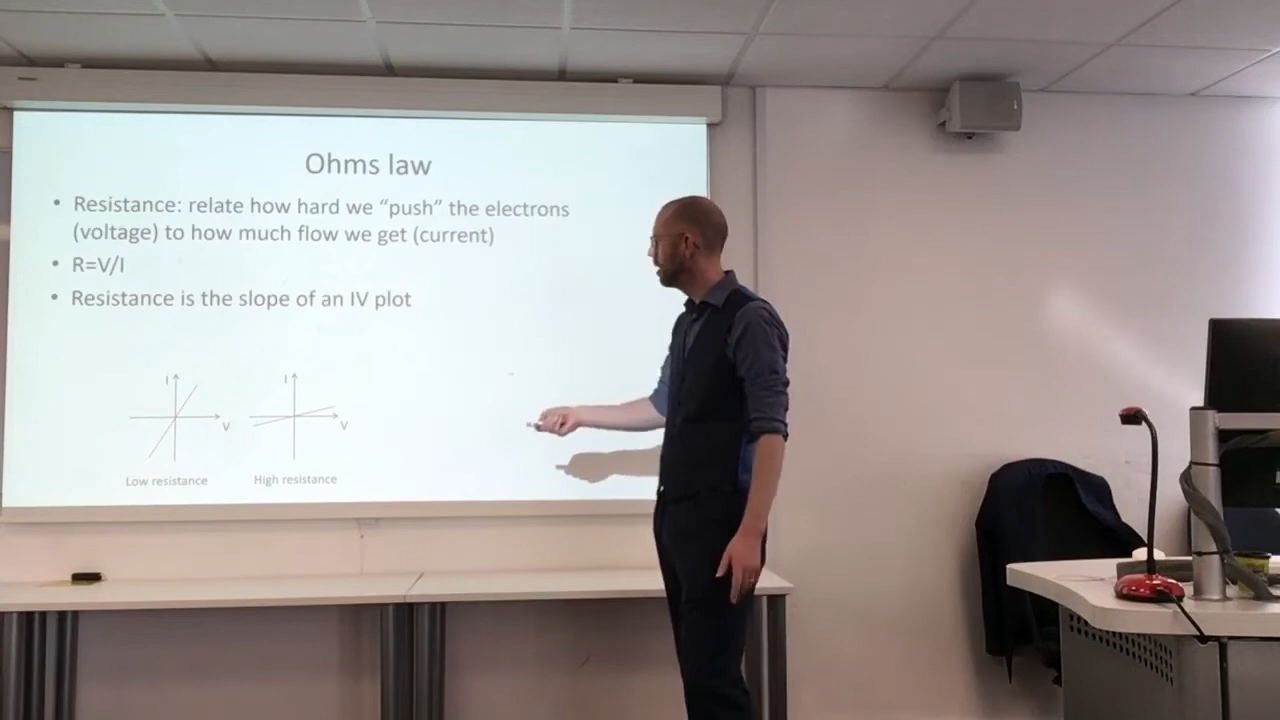 Ohms law
• Resistance: relate how hard we “push” the electrons
(voltage) to how much flow we get (current)
• R=V/I
• Resistance is the slope of an IV plot
I
V
I
V
Low resistance
High resistance